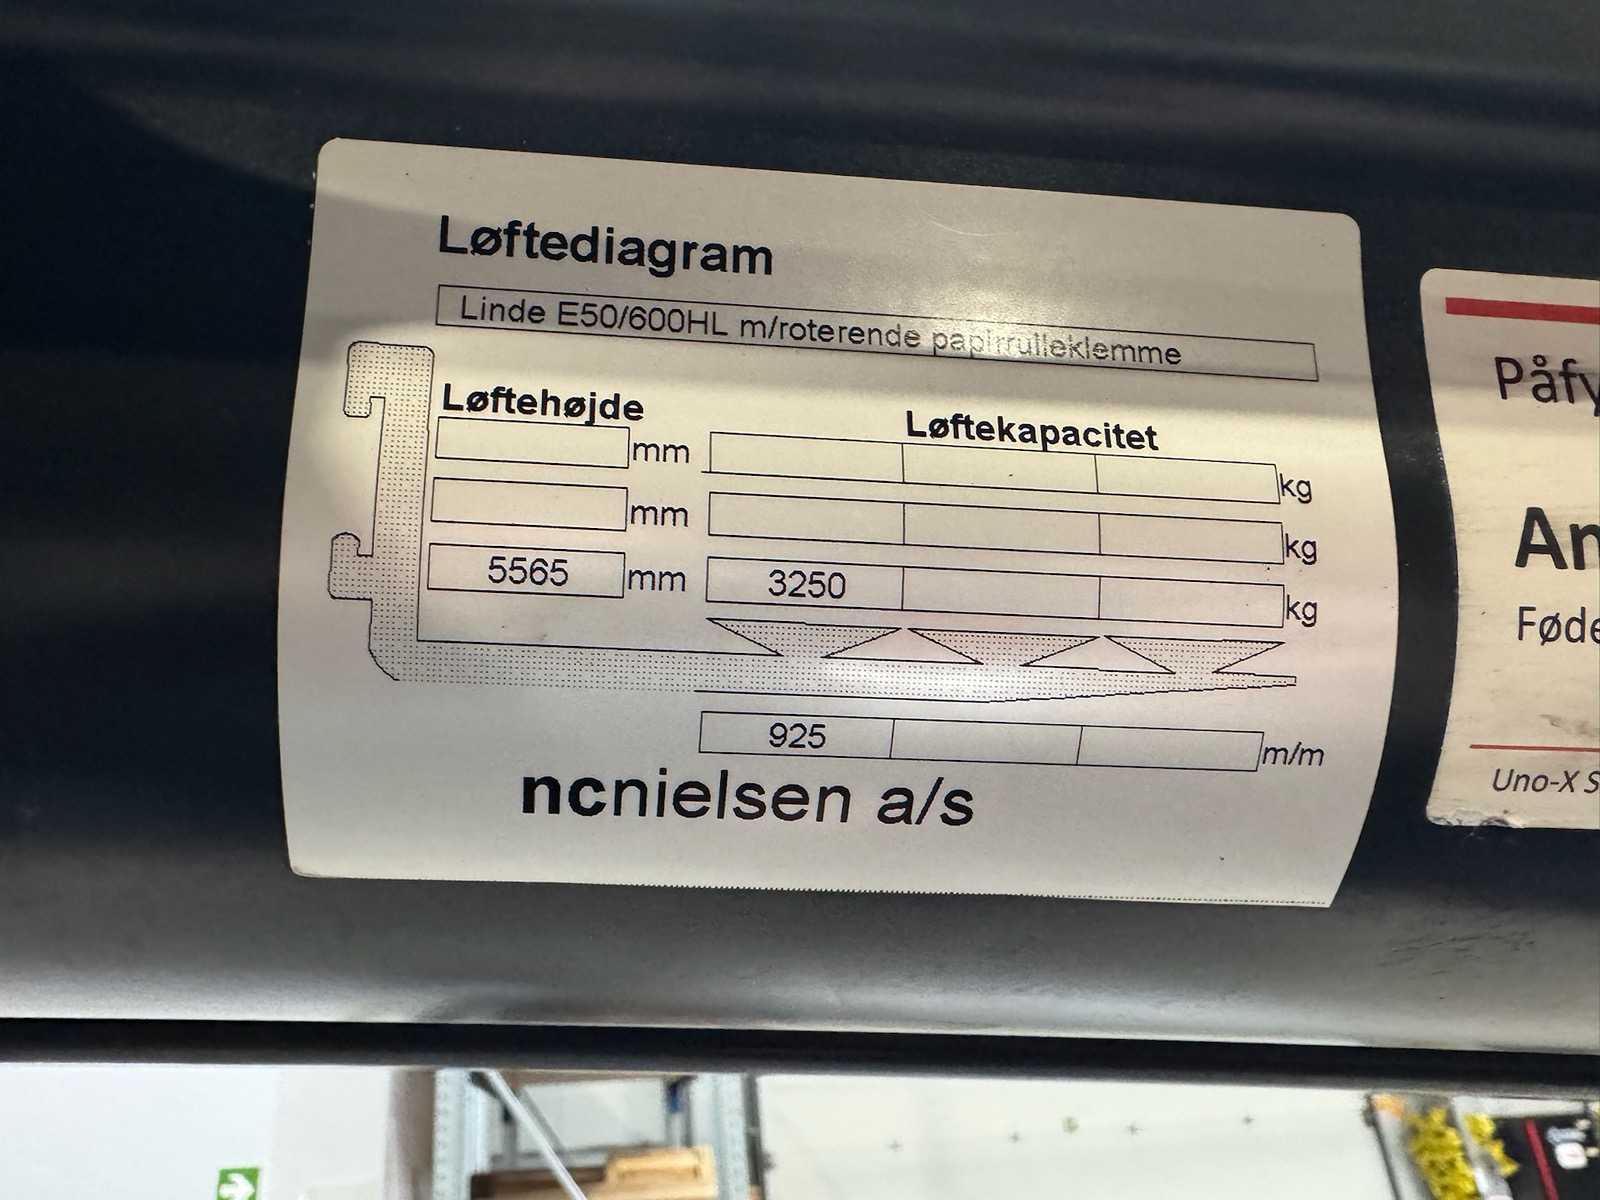 Løftediagram
Linde E50/600HL m/roterende papirrulleklemme
Løftehøjde
Løftekapacitet
mm
kg
mm
kg
5565 mm 3250 kg
925 m/m
ncnielsen a/s
Påfy
An
Føde
Uno-X S